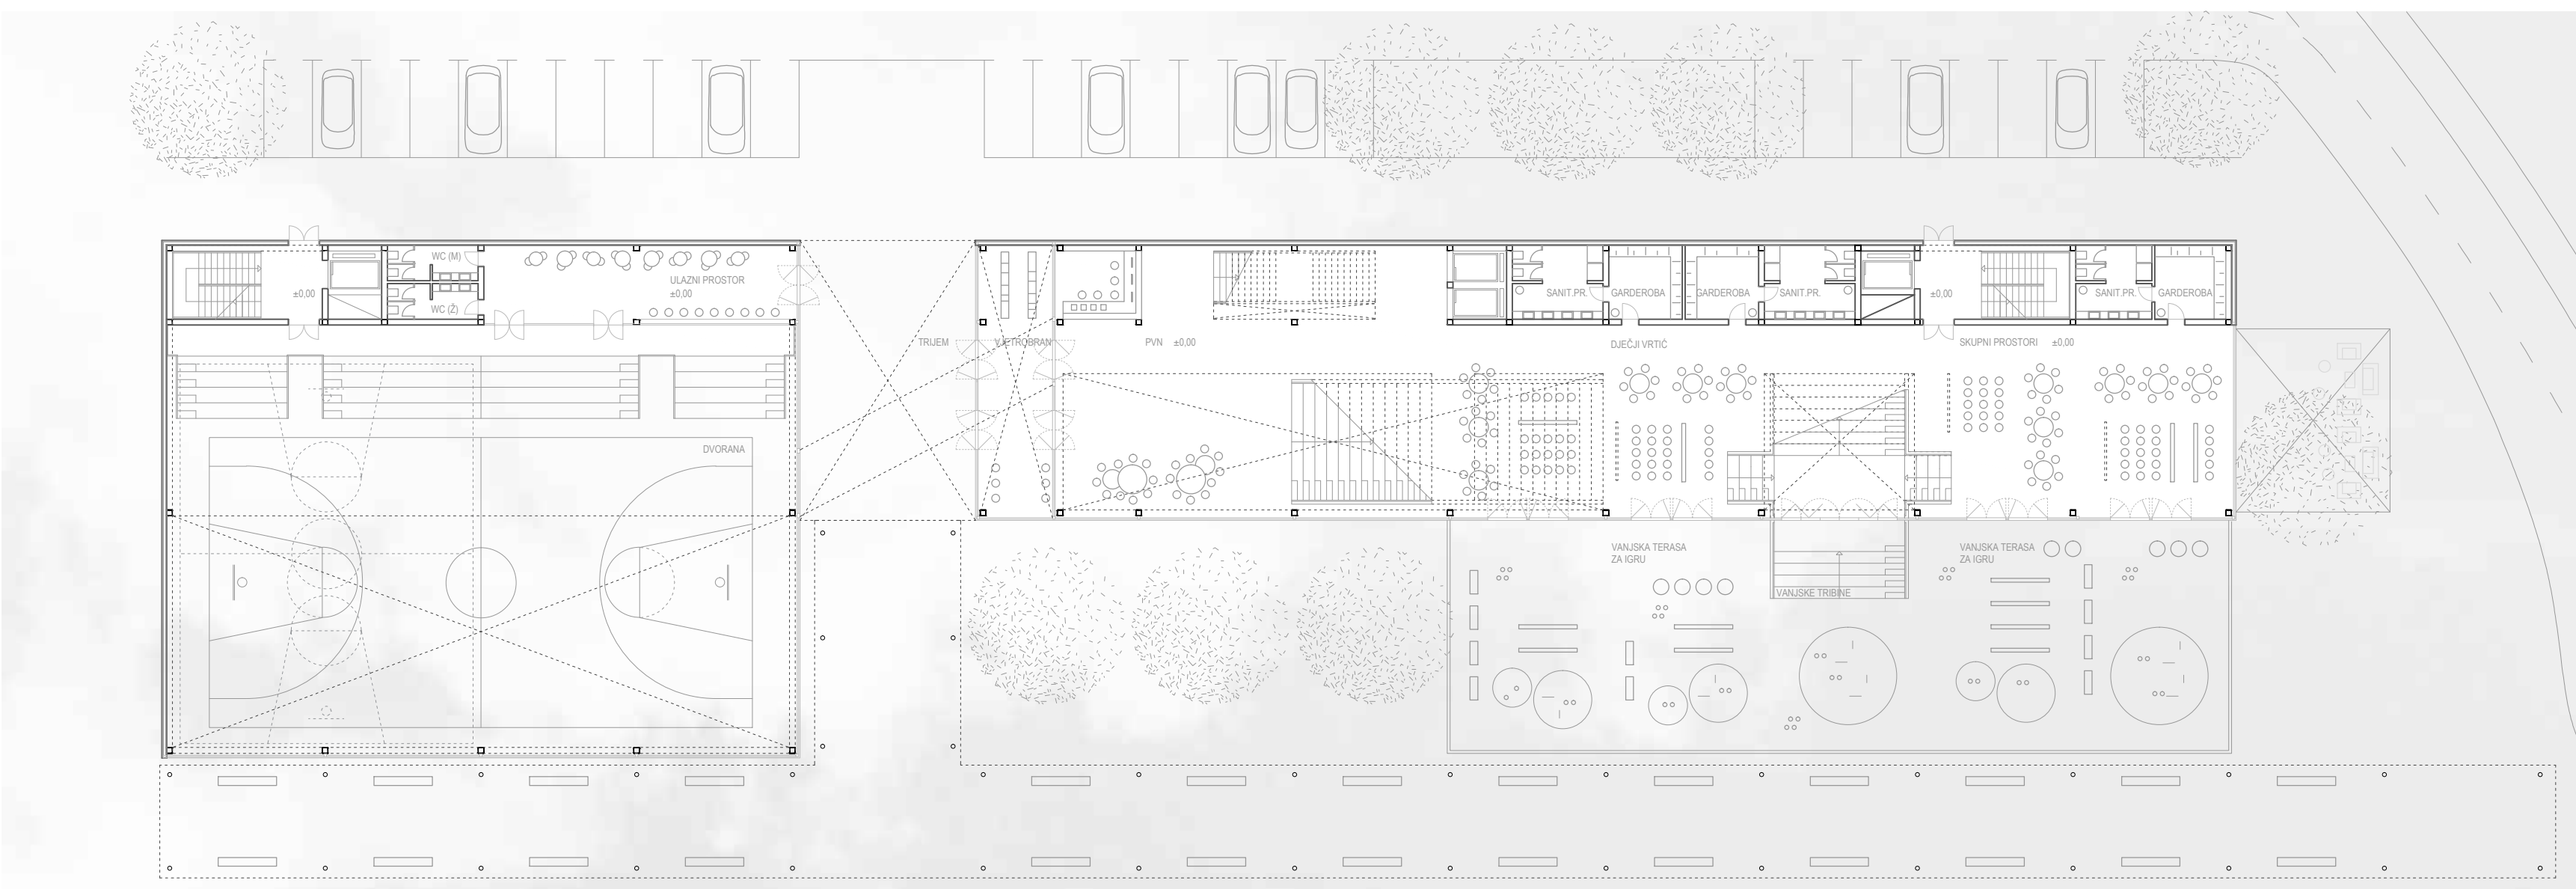 WC (M)
ULAZNI PROSTOR
±0,00
±0,00
WC (Ž)
SANIT.PR.
GARDEROBA
GARDEROBA
SANIT.PR.
±0,00
SANIT.PR.
GARDEROBA
TRIJEM
VJETROBRAN
PVN ±0,00
DJEČJI VRTIĆ
SKUPNI PROSTORI ±0,00
DVORANA
VANJSKA TERASA
ZA IGRU
VANJSKA TERASA
ZA IGRU
VANJSKE TRIBINE